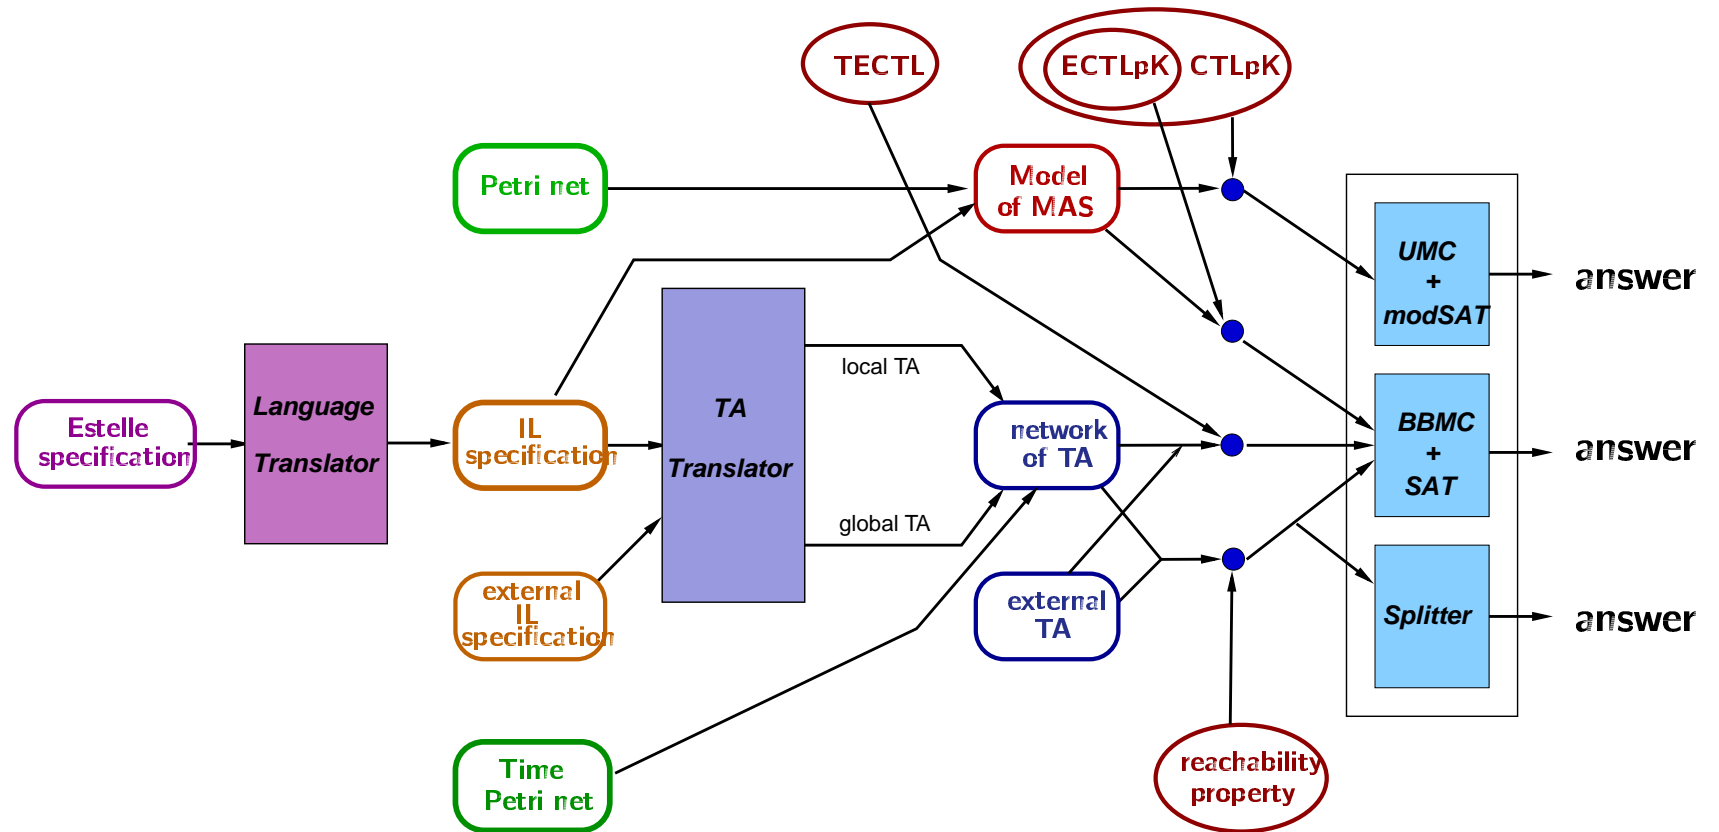 TECTL
ECTLpK CTLpK
Petri net
Model
of MAS
UMC
+
modSAT
answer
local TA
Language
Translator
TA
Translator
Estelle
specification
IL
specification
network
of TA
BBMC
+
SAT
answer
global TA
external
IL
specification
external
TA
Splitter
answer
Time
Petri net
reachability
property